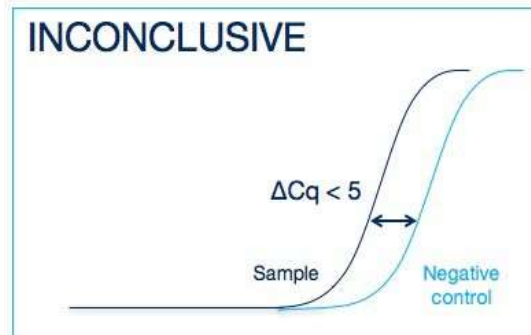 INCONCLUSIVE
ΔCq < 5
Sample
Negative
control